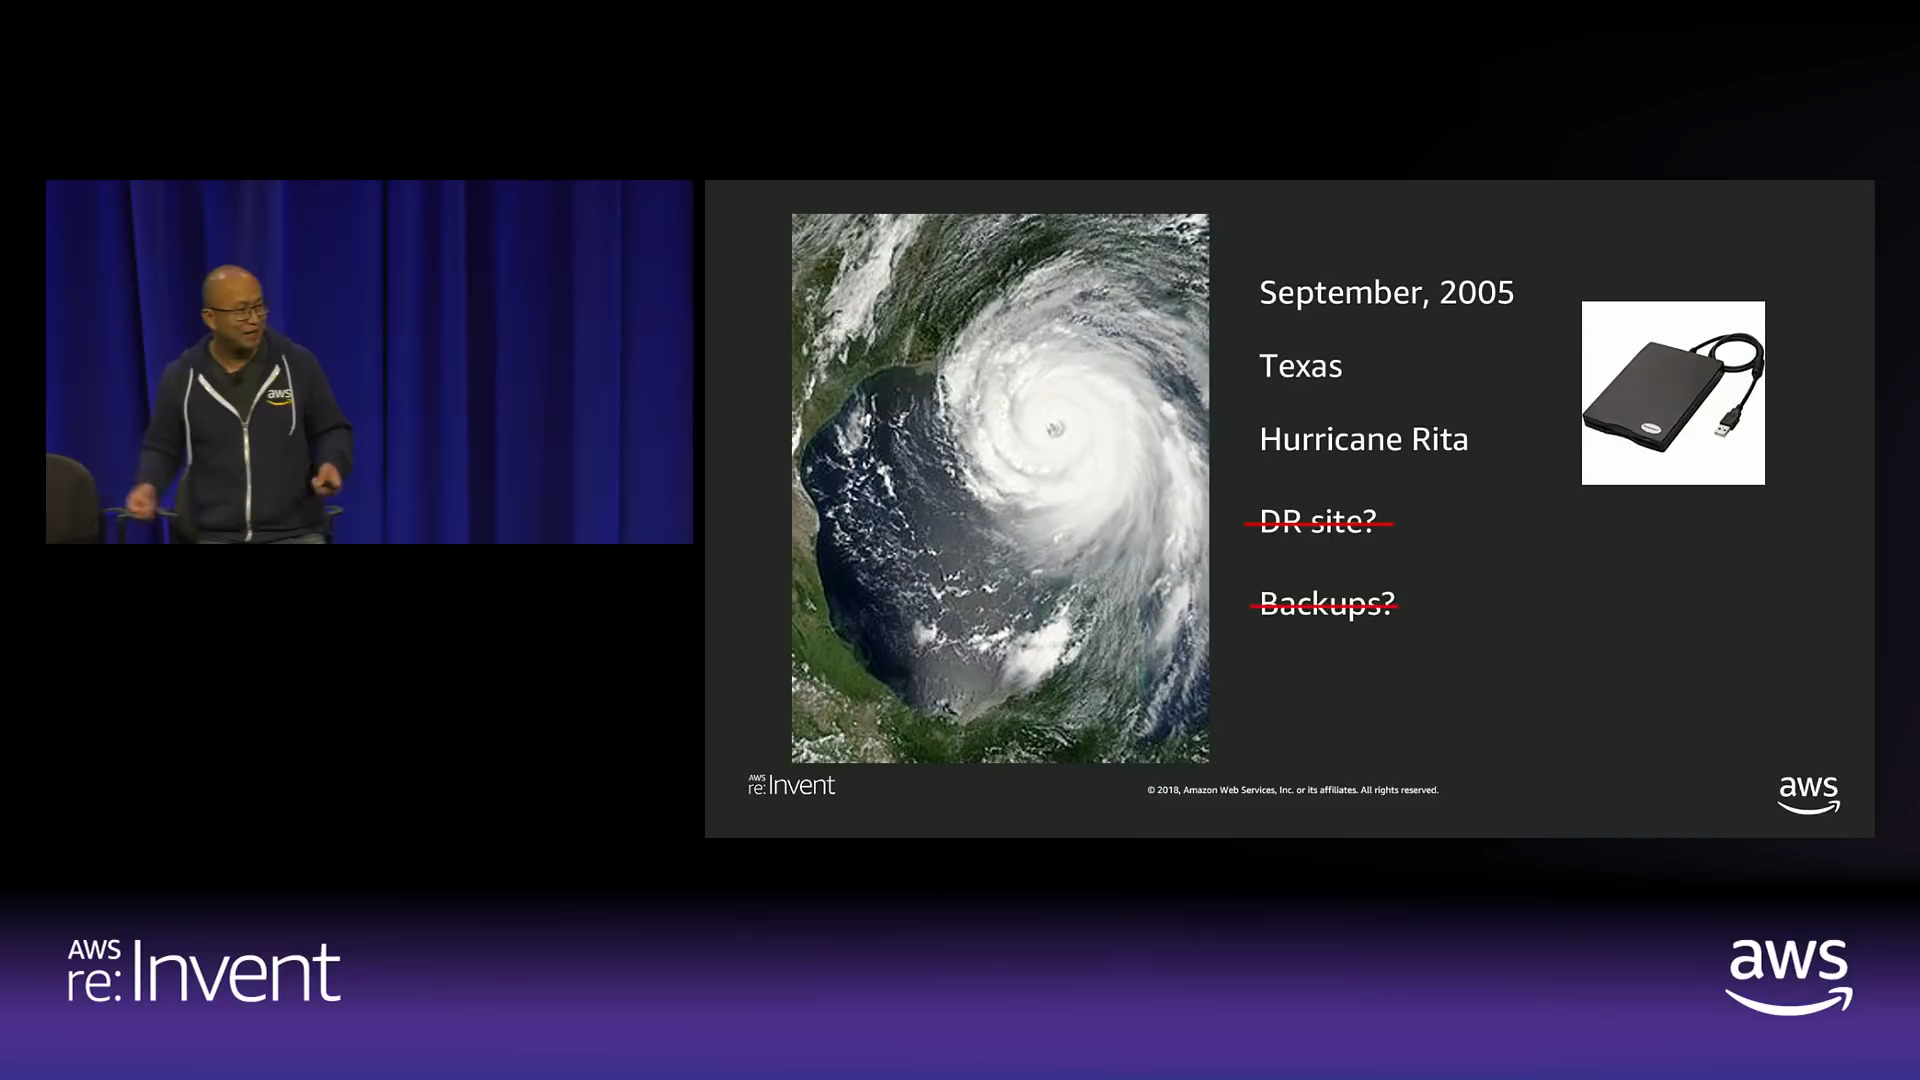 aws
September, 2005
Texas
Hurricane Rita
DR site?
Backups?
AWS
re:Invent
© 2018, Amazon Web Services, Inc. or its affiliates. All rights reserved.
aws
AWS
re:Invent
aws